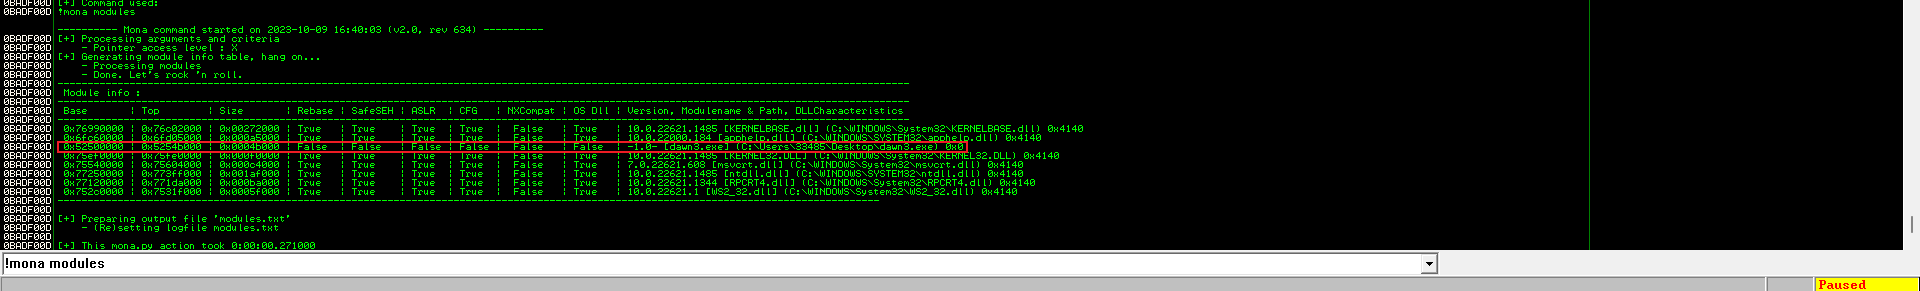 0BADF00D [+] Command used:
0BADF00D !mona modules
---------- Mona command started on 2023-10-09 16:40:03 (v2.0, rev 634) ----------
0BADF00D [+] Processing arguments and criteria
0BADF00D - Pointer access level : X
0BADF00D [+] Generating module info table, hang on...
0BADF00D - Processing modules
0BADF00D - Done. Let's rock 'n roll.
0BADF00D
0BADF00D Module info :
0BADF00D
0BADF00D Base | Top | Size | Rebase | SafeSEH | ASLR | CFG | NXCompat | OS Dll | Version, Modulename & Path, DLLCharacteristics
0BADF00D
0BADF00D 0x76990000 | 0x76c02000 | 0x00272000 | True | True | True | True | False | True | 10.0.22621.1485 [KERNELBASE.dll] (C:\WINDOWS\System32\KERNELBASE.dll) 0x4140
0BADF00D 0x6fc60000 | 0x6fd05000 | 0x000a5000 | True | True | True | True | False | True | 10.0.22000.184 [apphelp.dll] (C:\WINDOWS\SYSTEM32\apphelp.dll) 0x4140
0BADF00D 0x52500000 | 0x5254b000 | 0x0004b000 | False | False | False | False | False | False | -1.0- [dawn3.exe] (C:\Users\33485\Desktop\dawn3.exe) 0x0
0BADF00D 0x75ef0000 | 0x75fe0000 | 0x000f0000 | True | True | True | True | False | True | 10.0.22621.1485 [KERNEL32.DLL] (C:\WINDOWS\System32\KERNEL32.DLL) 0x4140
0BADF00D 0x75540000 | 0x75604000 | 0x000c4000 | True | True | True | True | False | True | 7.0.22621.608 [msvcrt.dll] (C:\WINDOWS\System32\msvcrt.dll) 0x4140
0BADF00D 0x77250000 | 0x773ff000 | 0x001af000 | True | True | True | True | False | True | 10.0.22621.1485 [ntdll.dll] (C:\WINDOWS\SYSTEM32\ntdll.dll) 0x4140
0BADF00D 0x77120000 | 0x771da000 | 0x000ba000 | True | True | True | True | False | True | 10.0.22621.1344 [RPCRT4.dll] (C:\WINDOWS\System32\RPCRT4.dll) 0x4140
0BADF00D 0x752c0000 | 0x7531f000 | 0x0005f000 | True | True | True | True | False | True | 10.0.22621.1 [WS2_32.dll] (C:\WINDOWS\System32\WS2_32.dll) 0x4140
0BADF00D
0BADF00D
0BADF00D [+] Preparing output file 'modules.txt'
0BADF00D - (Re)setting logfile modules.txt
0BADF00D
0BADF00D [+] This mona.py action took 0:00:00.271000
!mona modules
Paused